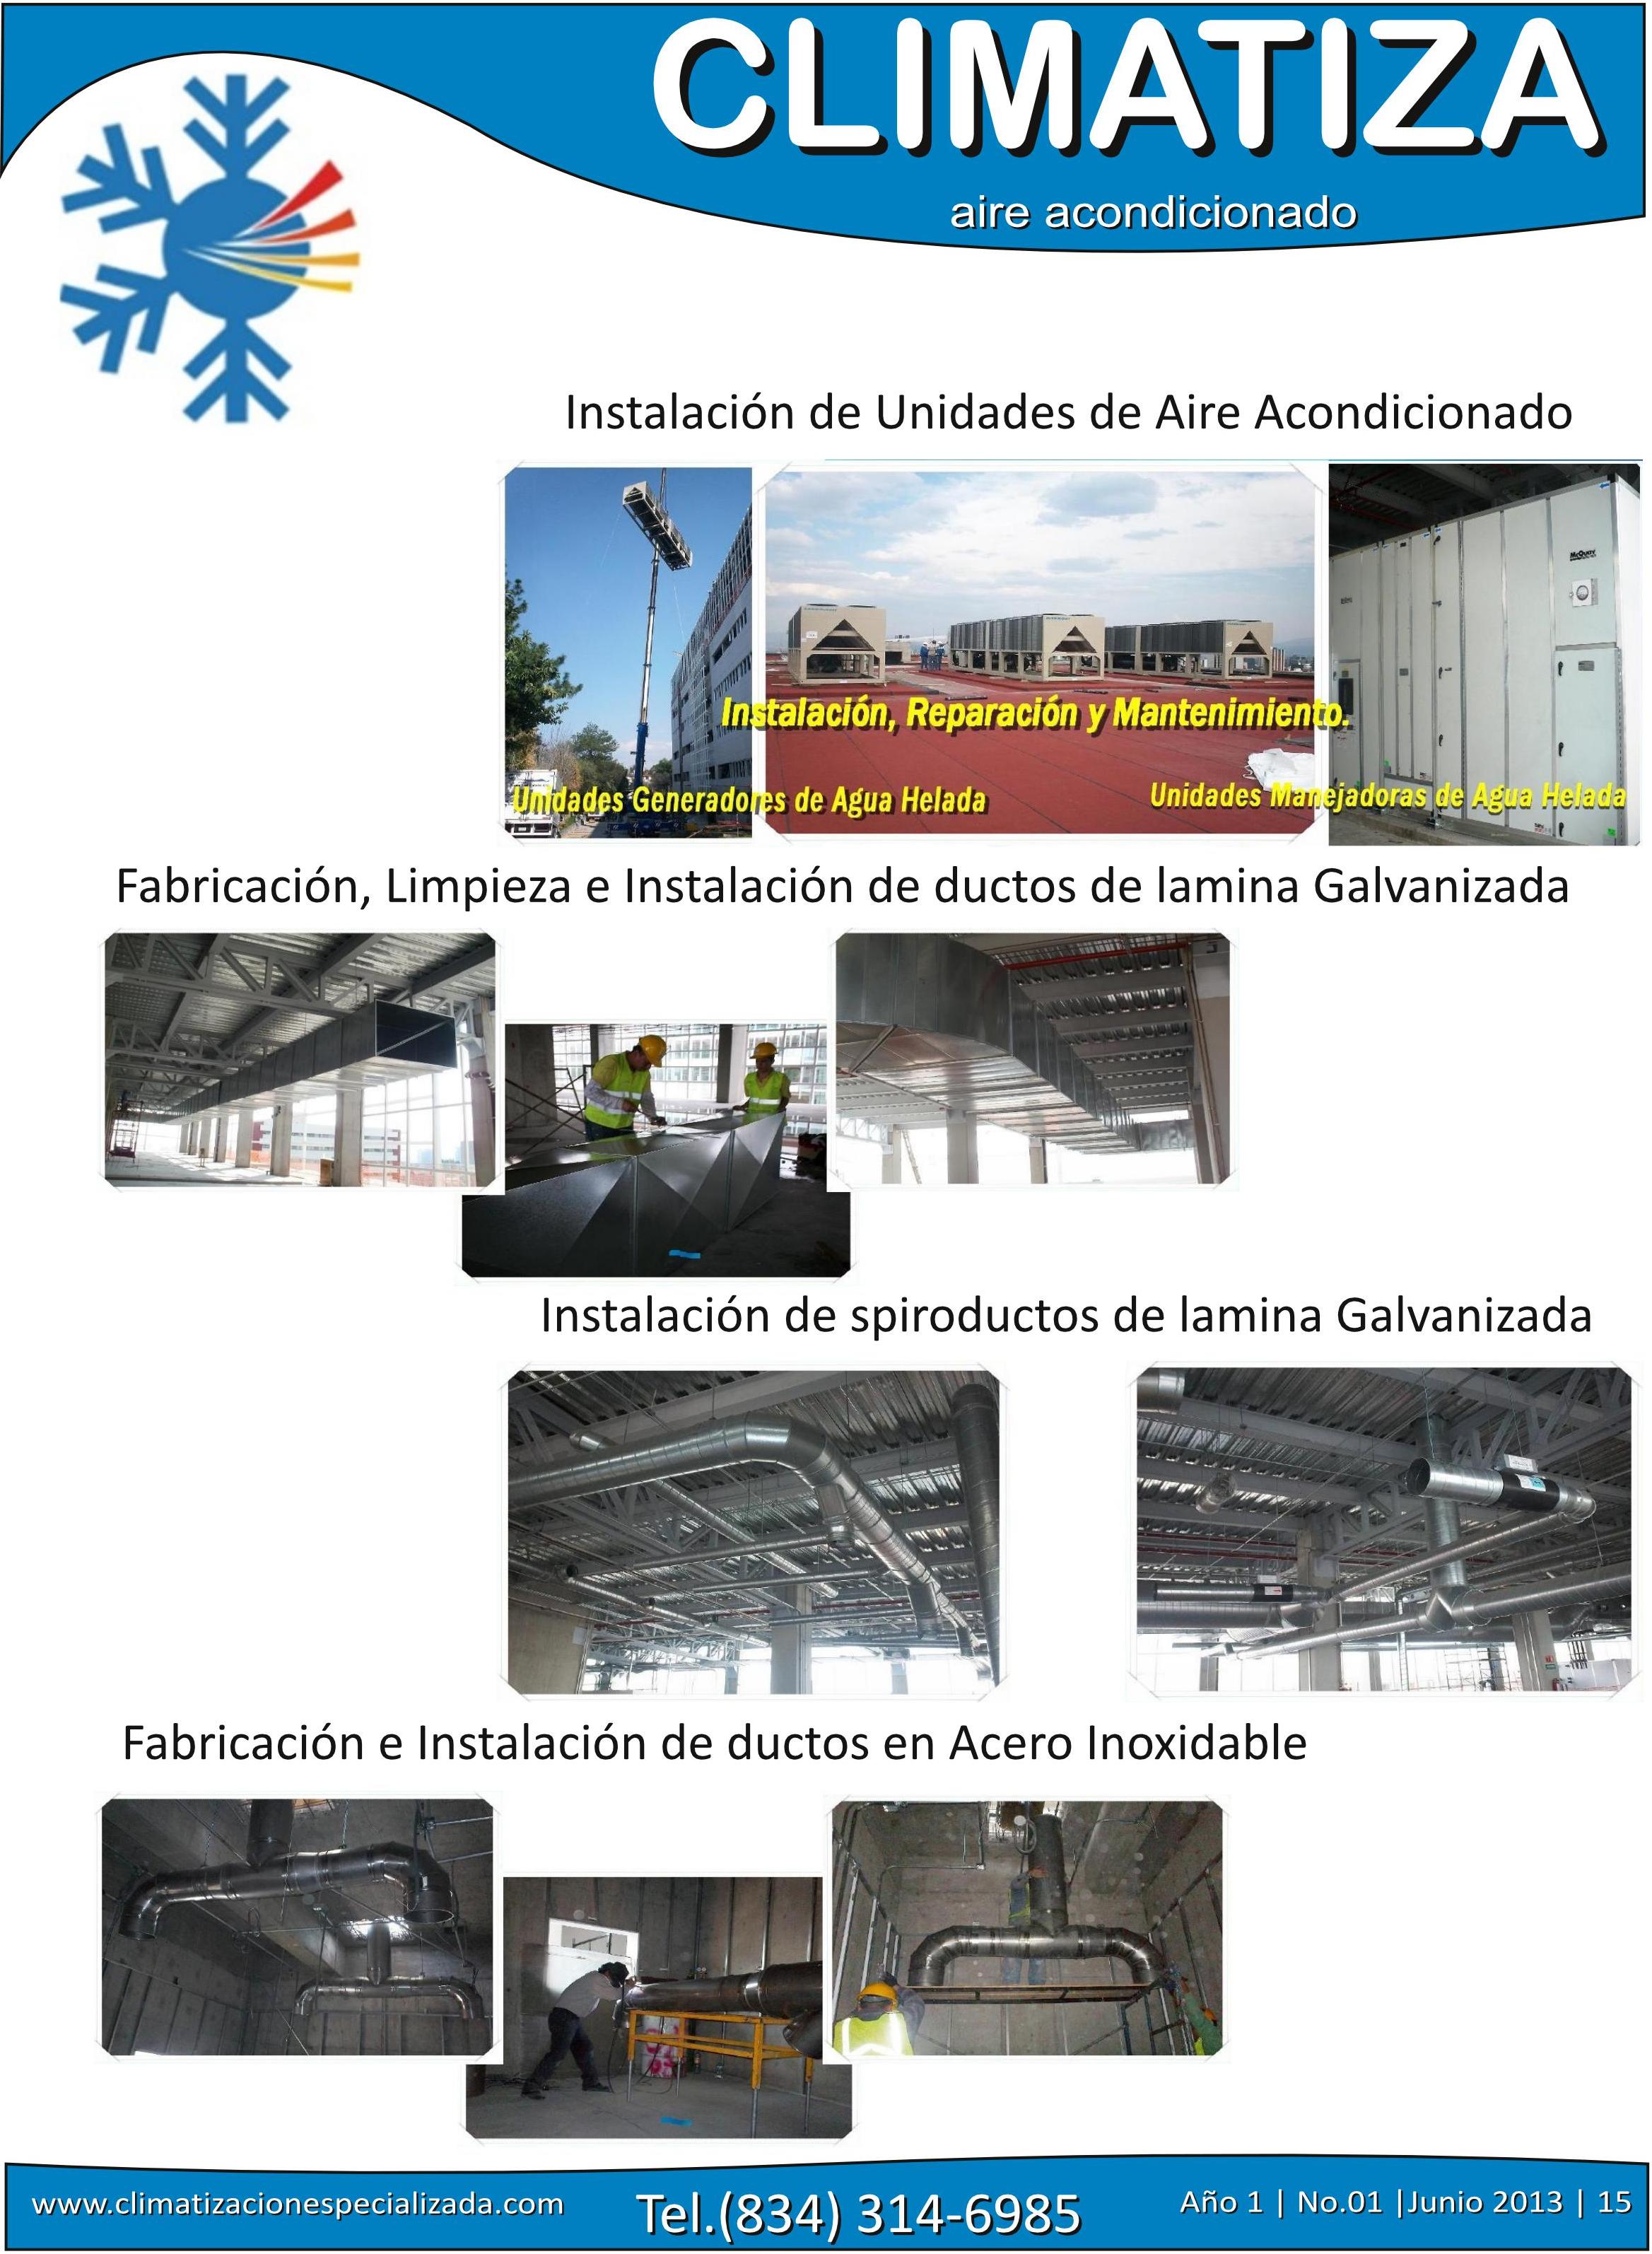 CLIMATIZA
aire acondicionado
Instalación de Unidades de Aire Acondicionado
McQuay
Instalación, Reparación y Mantenimiento.
Unidades Generadores de Agua Helada
Unidades Manejadoras de Agua Helada
Fabricación, Limpieza e Instalación de ductos de lamina Galvanizada
Instalación de spiroductos de lamina Galvanizada
Fabricación e Instalación de ductos en Acero Inoxidable
www.climatizacionespecializada.com
Tel.(834) 314-6985
Año 1 | No.01 |Junio 2013 | 15